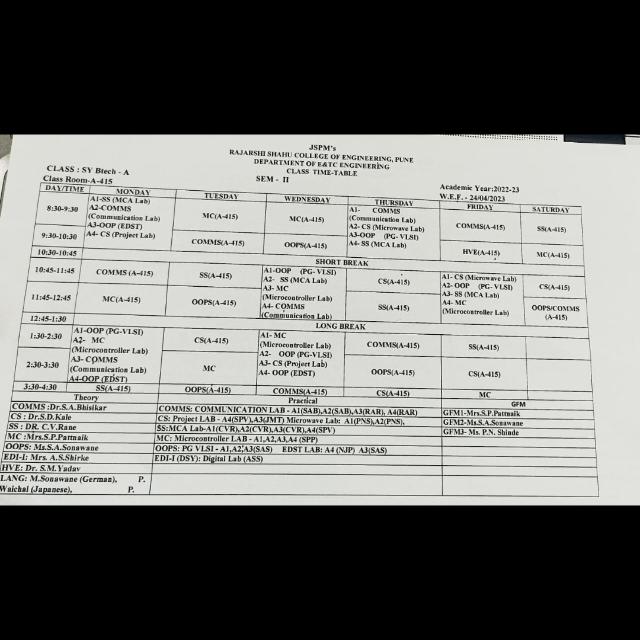 JSPM's
RAJARSHI SHAHU COLLEGE OF ENGINEERING, PUNE
DEPARTMENT OF E&TC ENGINEERING
CLASS TIME-TABLE
CLASS : SY Btech - A
SEM - II
Academic Year:2022-23
Class Room-A-415
W.E.F. - 24/04/2023
DAY/TIME MONDAY TUESDAY WEDNESDAY THURSDAY FRIDAY SATURDAY
8:30-9:30
A1-SS (MCA Lab)
A2-COMMS
(Communication Lab)
A3-OOP (EDST)
A4- CS (Project Lab)
MC(A-415)
MC(A-415)
A1- COMMS
(Communication Lab)
A2- CS (Microwave Lab)
A3-OOP (PG- VLSI)
A4- SS (MCA Lab)
COMMS(A-415)
SS(A-415)
9:30-10:30
COMMS(A-415)
OOPS(A-415)
HVE(A-415)
MC(A-415)
10:30-10:45 SHORT BREAK
10:45-11:45
COMMS (A-415)
SS(A-415)
A1-OOP (PG- VLSI)
A2- SS (MCA Lab)
A3- MC
(Microcontroller Lab)
A4- COMMS
(Communication Lab)
CS(A-415)
A1- CS (Microwave Lab)
A2- OOP (PG- VLSI)
A3- SS (MCA Lab)
A4- MC
(Microcontroller Lab)
CS(A-415)
11:45-12:45
MC(A-415)
OOPS(A-415)
SS(A-415)
OOPS/COMMS
(A-415)
12:45-1:30 LONG BREAK
1:30-2:30
A1-OOP (PG-VLSI)
A2- MC
(Microcontroller Lab)
A3- COMMS
(Communication Lab)
A4-OOP (EDST)
CS(A-415)
A1- MC
(Microcontroller Lab)
A2- OOP (PG-VLSI)
A3- CS (Project Lab)
A4- OOP (EDST)
COMMS(A-415)
SS(A-415)
2:30-3:30
MC
OOPS(A-415)
CS(A-415)
3:30-4:30 SS(A-415) OOPS(A-415) COMMS(A-415) CS(A-415) MC
Theory Practical GFM
COMMS :Dr.S.A.Bhisikar COMMS: COMMUNICATION LAB - A1(SAB),A2(SAB),A3(RAR), A4(RAR) GFM1-Mrs.S.P.Pattnaik
CS : Dr.S.D.Kale CS: Project LAB - A4(SPV),A3(JMT) Microwave Lab: A1(PNS),A2(PNS), GFM2-Ms.S.A.Sonawane
SS : DR. C.V.Rane SS:MCA Lab-A1(CVR),A2(CVR),A3(CVR),A4(SPV) GFM3- Ms. P.N. Shinde
MC :Mrs.S.P.Pattnaik MC: Microcontroller LAB - A1,A2,A3,A4 (SPP)
OOPS: Ms.S.A.Sonawane OOPS: PG VLSI - A1,A2,A3(SAS) EDST LAB: A4 (NJP) A3(SAS)
EDI-I: Mrs. A.S.Shirke EDI-I (DSY): Digital Lab (ASS)
HVE: Dr. S.M.Yadav
LANG: M.Sonawane (German), P.
Waichal (Japanese), P.